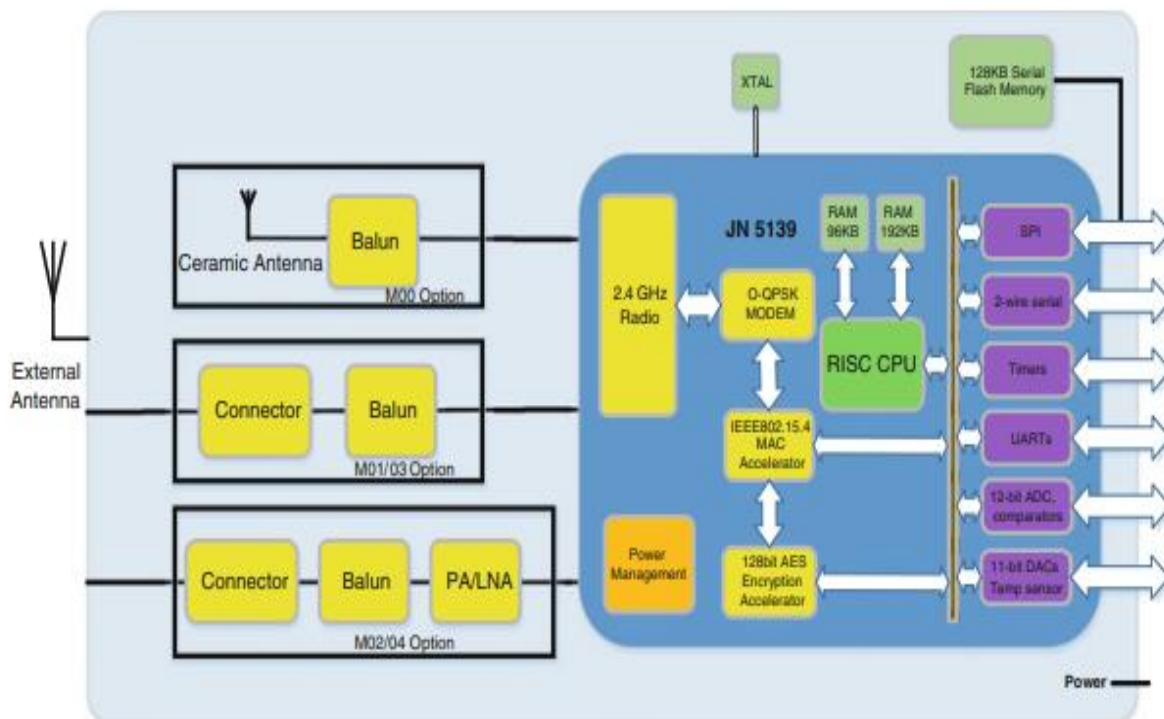 XTAL
128KB Serial
Flash Memory
Ceramic Antenna
Balun
M00 Option
External
Antenna
Connector
Balun
M01/03 Option
Connector
Balun
PA/LNA
M02/04 Option
JN 5139
2.4 GHz
Radio
O-QPSK
MODEM
RAM
96KB
RAM
192KB
RISC CPU
IEEE802.15.4
MAC
Accelerator
128bit AES
Encryption
Accelerator
Power
Management
SPI
2-wire serial
Timers
UARTs
12-bit ADC,
comparators
11-bit DACs
Temp sensor
Power